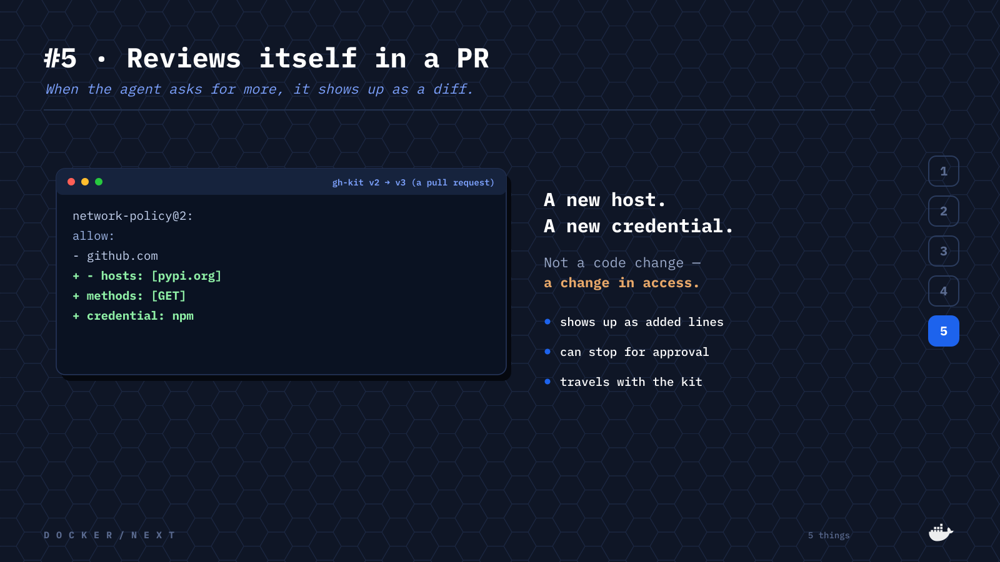 #5 · Reviews itself in a PR
When the agent asks for more, it shows up as a diff.
gh-kit v2 → v3 (a pull request)
network-policy@2:
allow:
- github.com
+ - hosts: [pypi.org]
+ methods: [GET]
+ credential: npm
A new host.
A new credential.
Not a code change —
a change in access.
• shows up as added lines
• can stop for approval
• travels with the kit
1
2
3
4
5
DOCKER/NEXT
5 things